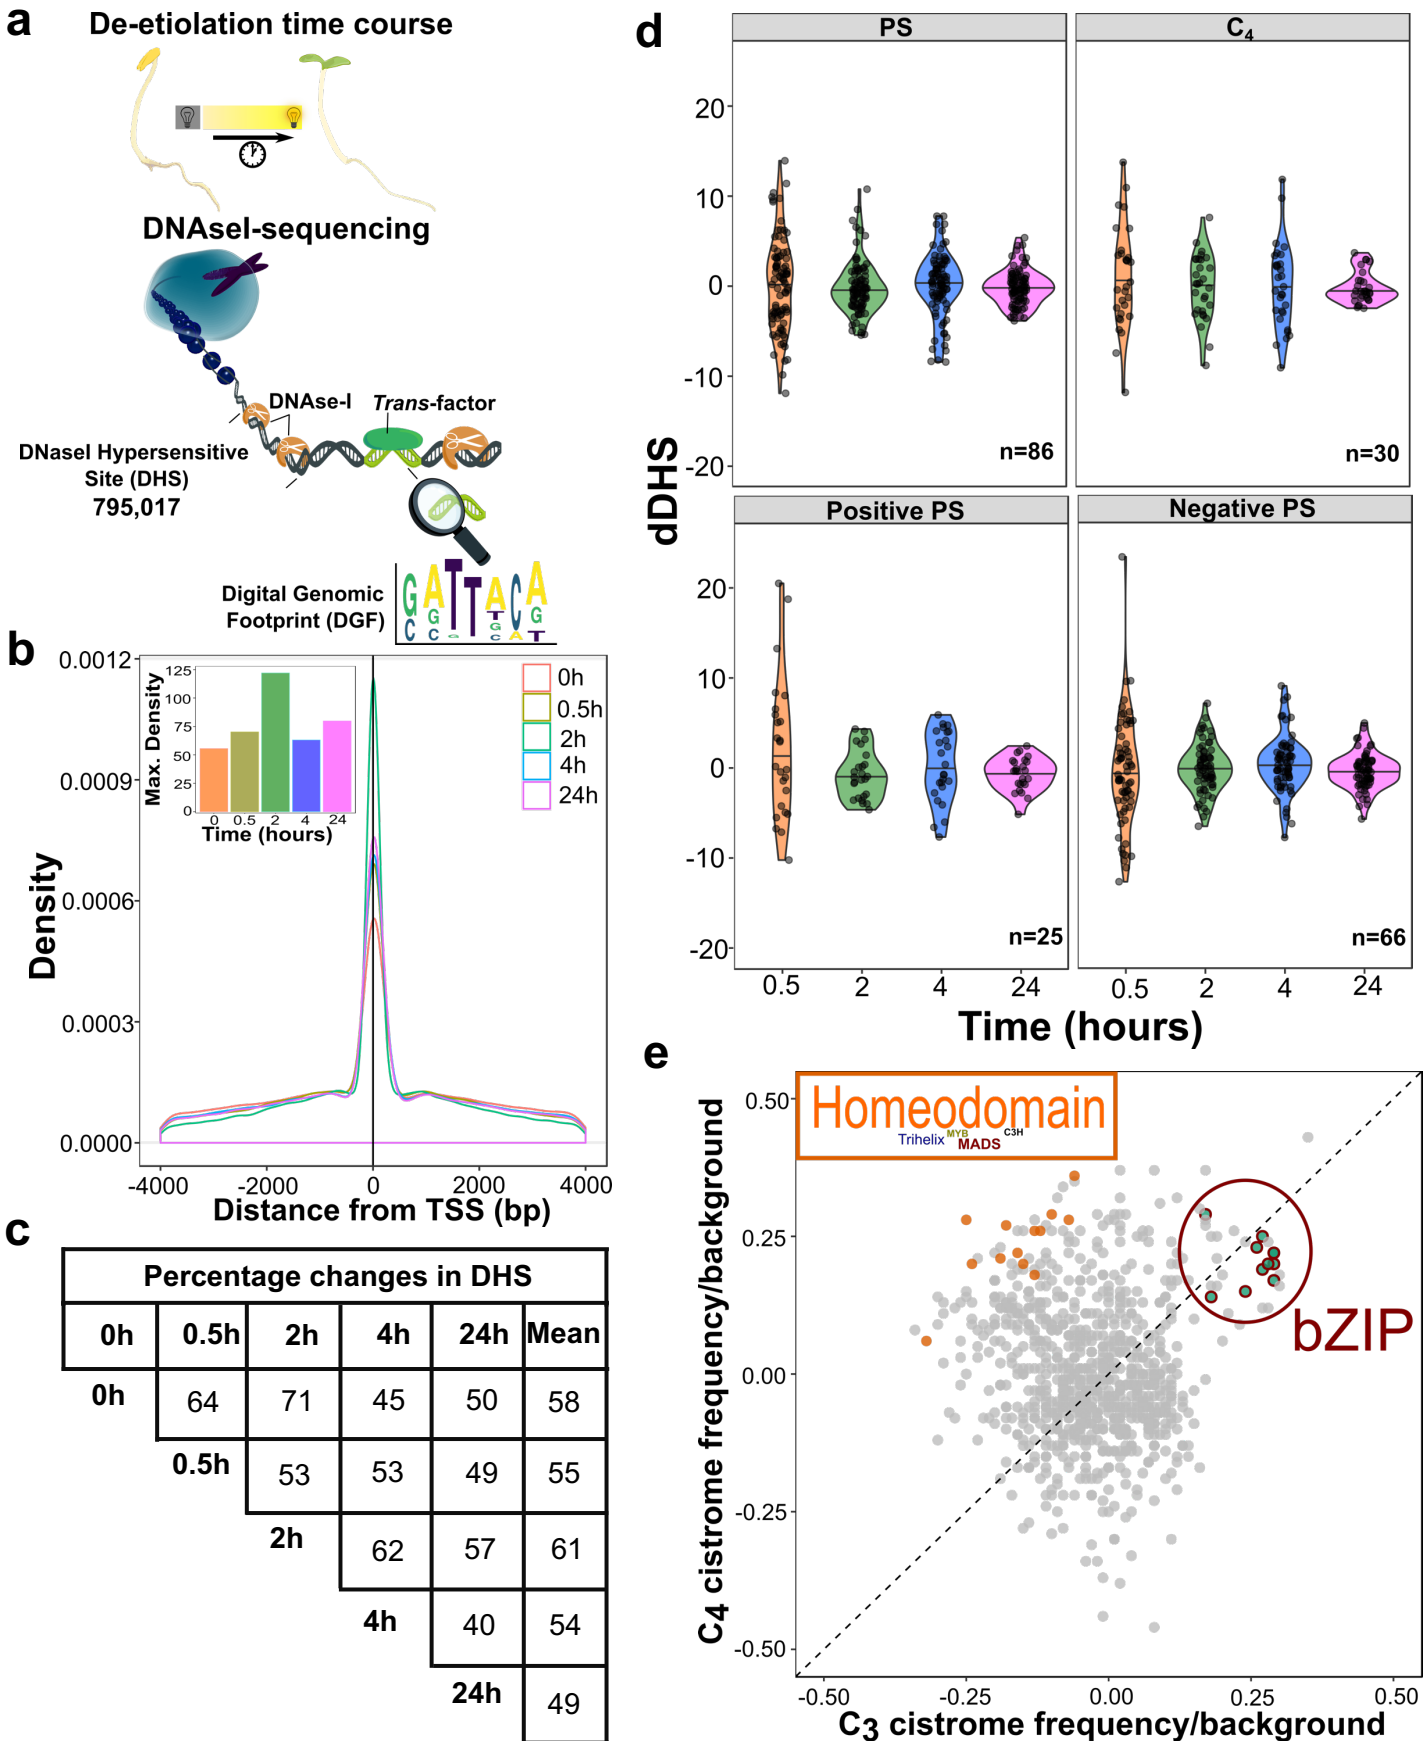 a
De-etiolation time course
DNAseI-sequencing
DNAse-I
Trans-factor
DNaseI Hypersensitive
Site (DHS)
795,017
Digital Genomic
Footprint (DGF)
G A T T A C A
C G G T G A G
C C C A T
b
0.0012
0.0009
0.0006
0.0003
0.0000
Density
-4000 -2000 0 2000 4000
Distance from TSS (bp)
Max. Density
125
100
75
50
25
0
0 0.5 2 4 24
Time (hours)
0h
0.5h
2h
4h
24h
c
Percentage changes in DHS
0h 0.5h 2h 4h 24h Mean
0h 64 71 45 50 58
0.5h 53 53 49 55
2h 62 57 61
4h 40 54
24h 49
d
PS
C4
20
10
0
-10
-20
n=86
n=30
dDHS
Positive PS
Negative PS
20
10
0
-10
-20
n=25
n=66
0.5 2 4 24
0.5 2 4 24
Time (hours)
e
Homeodomain
Trihelix MYB MADS C3H
bZIP
0.50
0.25
0.00
-0.25
-0.50
C4 cistrome frequency/background
-0.50 -0.25 0.00 0.25 0.50
C3 cistrome frequency/background